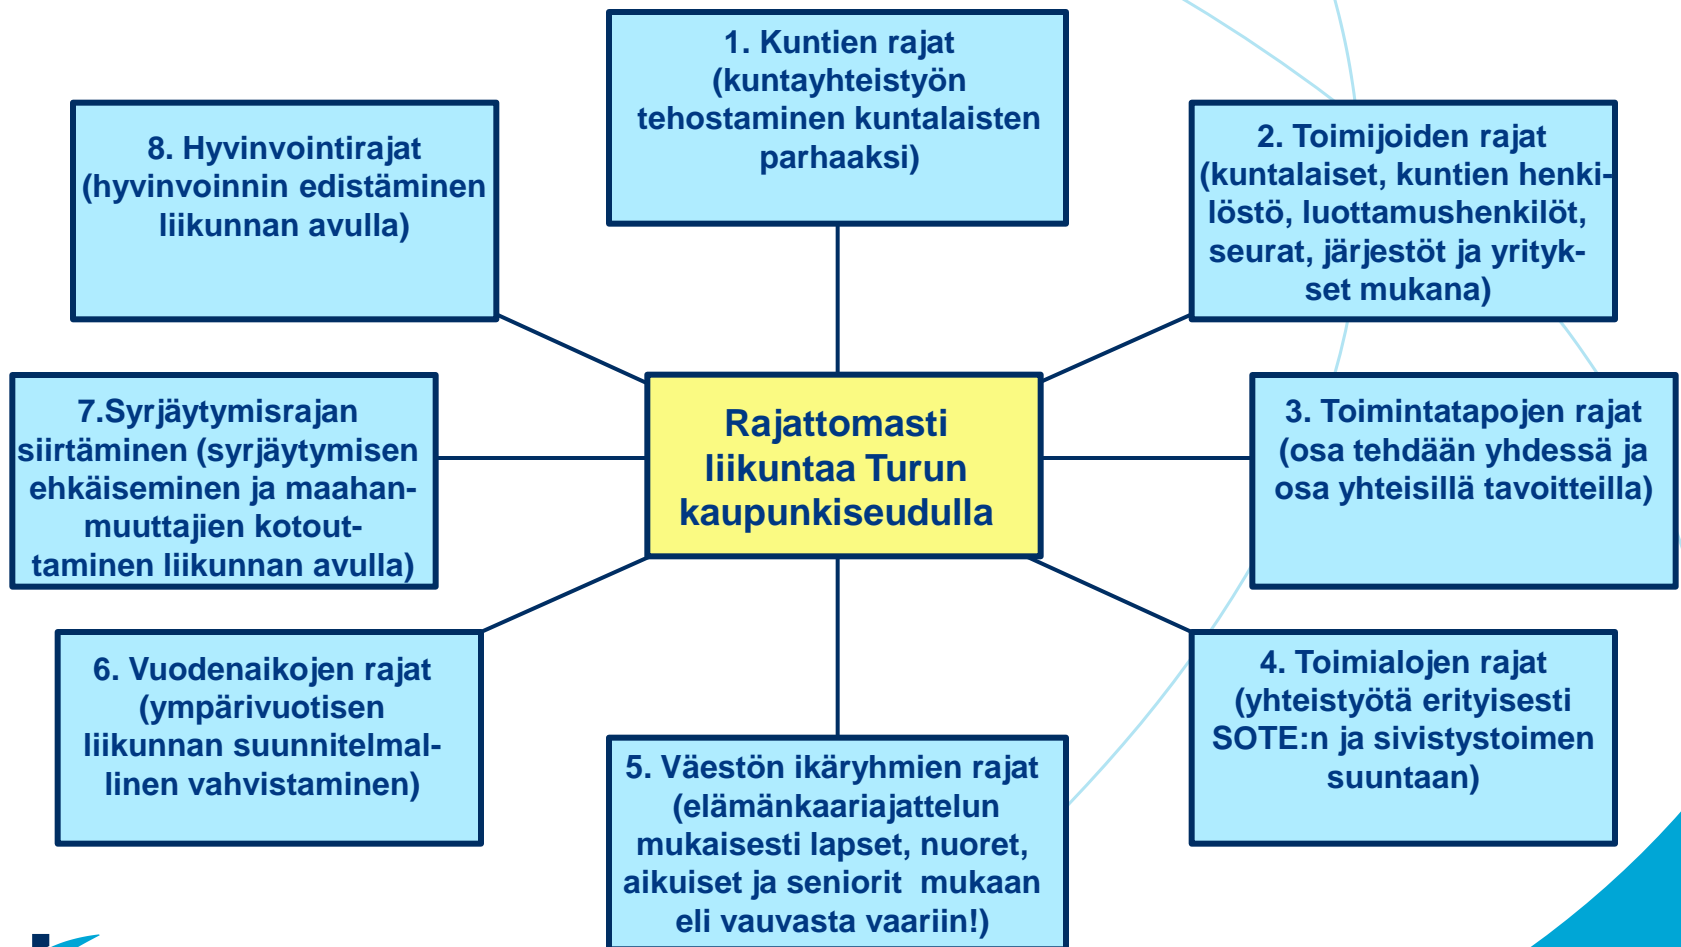 1. Kuntien rajat
(kuntayhteistyön
tehostaminen kuntalaisten
parhaaksi)
2. Toimijoiden rajat
(kuntalaiset, kuntien henki-
löstö, luottamushenkilöt,
seurat, järjestöt ja yrityk-
set mukana)
3. Toimintatapojen rajat
(osa tehdään yhdessä ja
osa yhteisillä tavoitteilla)
4. Toimialojen rajat
(yhteistyötä erityisesti
SOTE:n ja sivistystoimen
suuntaan)
5. Väestön ikäryhmien rajat
(elämänkaariajattelun
mukaisesti lapset, nuoret,
aikuiset ja seniorit mukaan
eli vauvasta vaariin!)
6. Vuodenaikojen rajat
(ympärivuotisen
liikunnan suunnitelmal-
linen vahvistaminen)
7.Syrjäytymisrajan
siirtäminen (syrjäytymisen
ehkäiseminen ja maahan-
muuttajien kotout-
taminen liikunnan avulla)
8. Hyvinvointirajat
(hyvinvoinnin edistäminen
liikunnan avulla)
Rajattomasti
liikuntaa Turun
kaupunkiseudulla